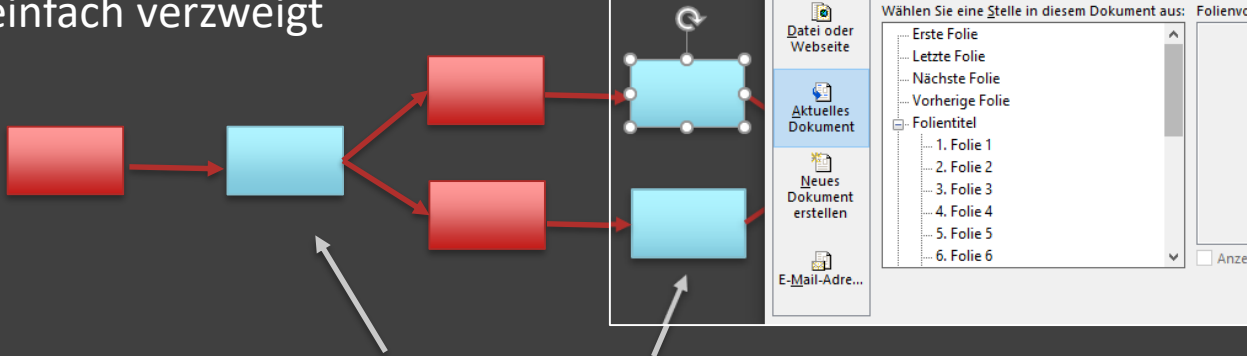 einfach verzweigt
Datei oder
Webseite
Aktuelles
Dokument
Neues
Dokument
erstellen
E-Mail-Adre...
Wählen Sie eine Stelle in diesem Dokument aus:
Erste Folie
Letzte Folie
Nächste Folie
Vorherige Folie
Folientitel
1. Folie 1
2. Folie 2
3. Folie 3
4. Folie 4
5. Folie 5
6. Folie 6
Folienvo
Anze